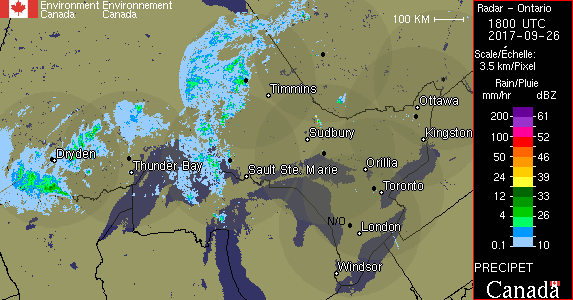 Environment Environnement
Canada Canada
100 KM
Timmins
Ottawa
Sudbury
Kingston
Dryden
Thunder Bay
Sault Ste. Marie
Orillia
Toronto
N/O
London
Windsor
Radar - Ontario
1800 UTC
2017-09-26
Scale/Échelle:
3.5 km/Pixel
Rain/Pluie
mm/hr dBZ
200 61
100 52
50 46
24 39
12 33
4 26
0.1 10
PRECIPET
Canada